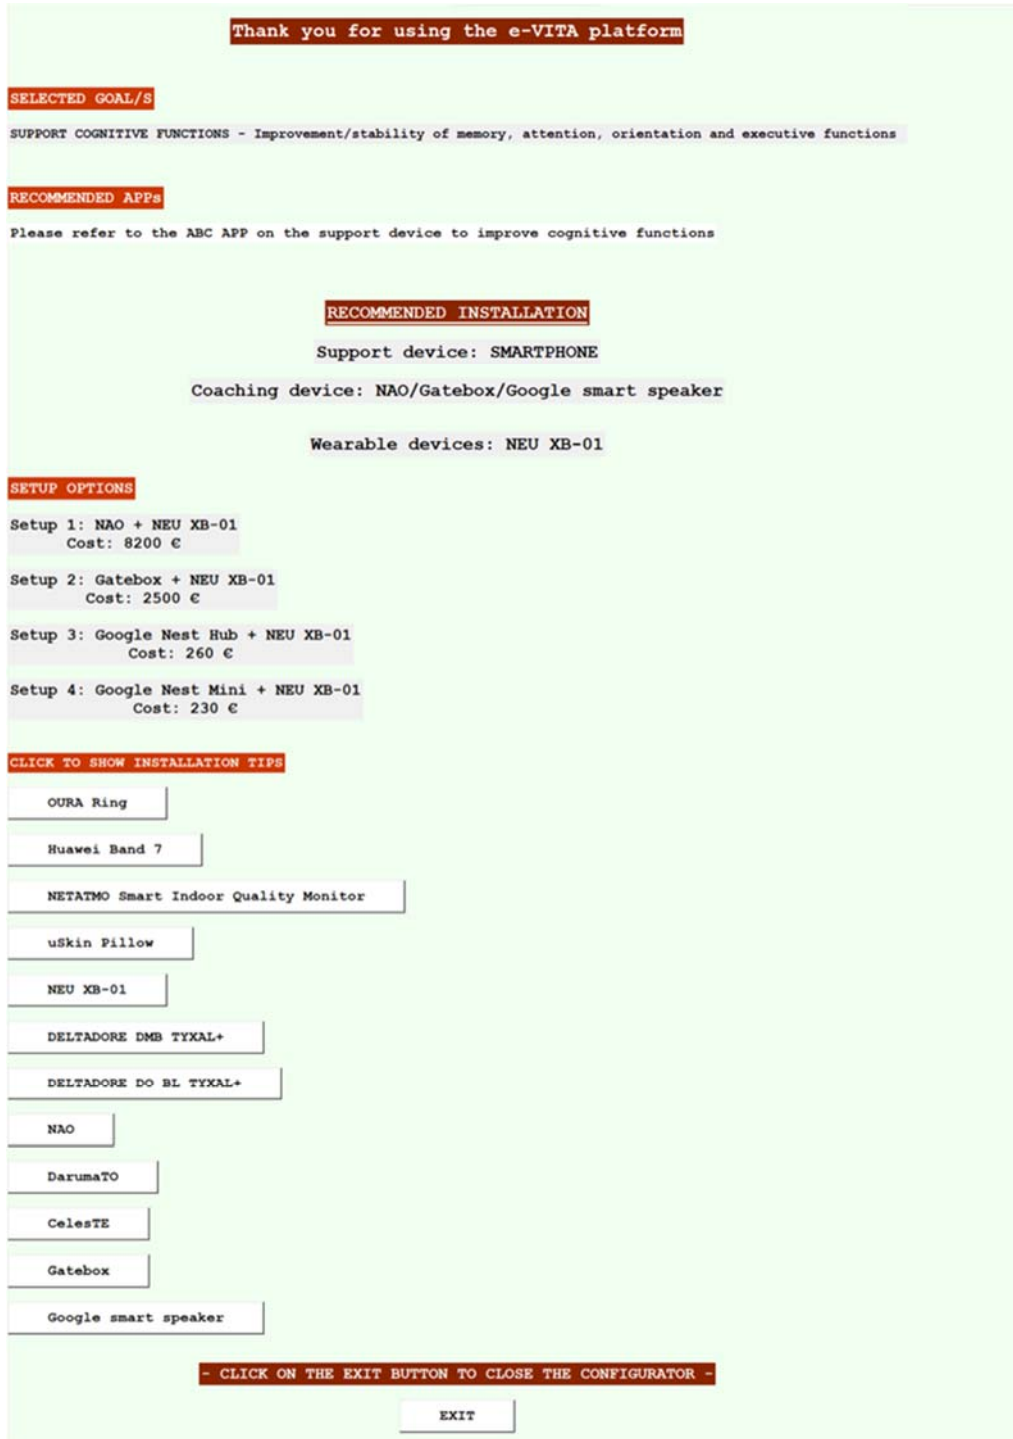 Thank you for using the e-VITA platform
SELECTED GOAL/S
SUPPORT COGNITIVE FUNCTIONS - Improvement/stability of memory, attention, orientation and executive functions
RECOMMENDED APPs
Please refer to the ABC APP on the support device to improve cognitive functions
RECOMMENDED INSTALLATION
Support device: SMARTPHONE
Coaching device: NAO/Gatebox/Google smart speaker
Wearable devices: NEU XB-01
SETUP OPTIONS
Setup 1: NAO + NEU XB-01
Cost: 8200 €
Setup 2: Gatebox + NEU XB-01
Cost: 2500 €
Setup 3: Google Nest Hub + NEU XB-01
Cost: 260 €
Setup 4: Google Nest Mini + NEU XB-01
Cost: 230 €
CLICK TO SHOW INSTALLATION TIPS
OURA Ring
Huawei Band 7
NETATMO Smart Indoor Quality Monitor
uSkin Pillow
NEU XB-01
DELTADORE DMB TYXAL+
DELTADORE DO BL TYXAL+
NAO
DarumaTO
CelesTE
Gatebox
Google smart speaker
- CLICK ON THE EXIT BUTTON TO CLOSE THE CONFIGURATOR -
EXIT